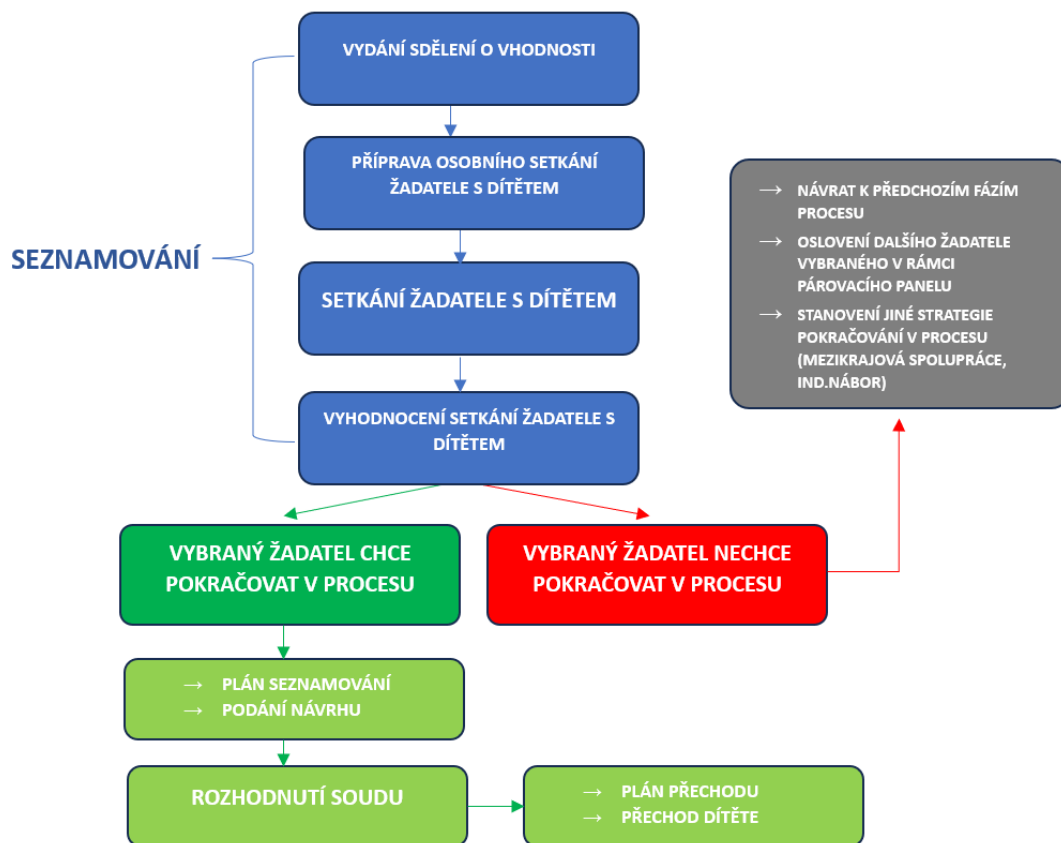 VYDÁNÍ SDĚLENÍ O VHODNOSTI
PŘÍPRAVA OSOBNÍHO SETKÁNÍ
ŽADATELE S DÍTĚTEM
SEZNAMOVÁNÍ
SETKÁNÍ ŽADATELE S DÍTĚTEM
VYHODNOCENÍ SETKÁNÍ ŽADATELE S
DÍTĚTEM
→ NÁVRAT K PŘEDCHOZÍM FÁZÍM
PROCESU
→ OSLOVENÍ DALŠÍHO ŽADATELE
VYBRANÉHO V RÁMCI
PÁROVACÍHO PANELU
→ STANOVENÍ JINÉ STRATEGIE
POKRAČOVÁNÍ V PROCESU
(MEZIKRAJOVÁ SPOLUPRÁCE,
IND.NÁBOR)
VYBRANÝ ŽADATEL CHCE
POKRAČOVAT V PROCESU
VYBRANÝ ŽADATEL NECHCE
POKRAČOVAT V PROCESU
→ PLÁN SEZNAMOVÁNÍ
→ PODÁNÍ NÁVRHU
ROZHODNUTÍ SOUDU
→ PLÁN PŘECHODU
→ PŘECHOD DÍTĚTE